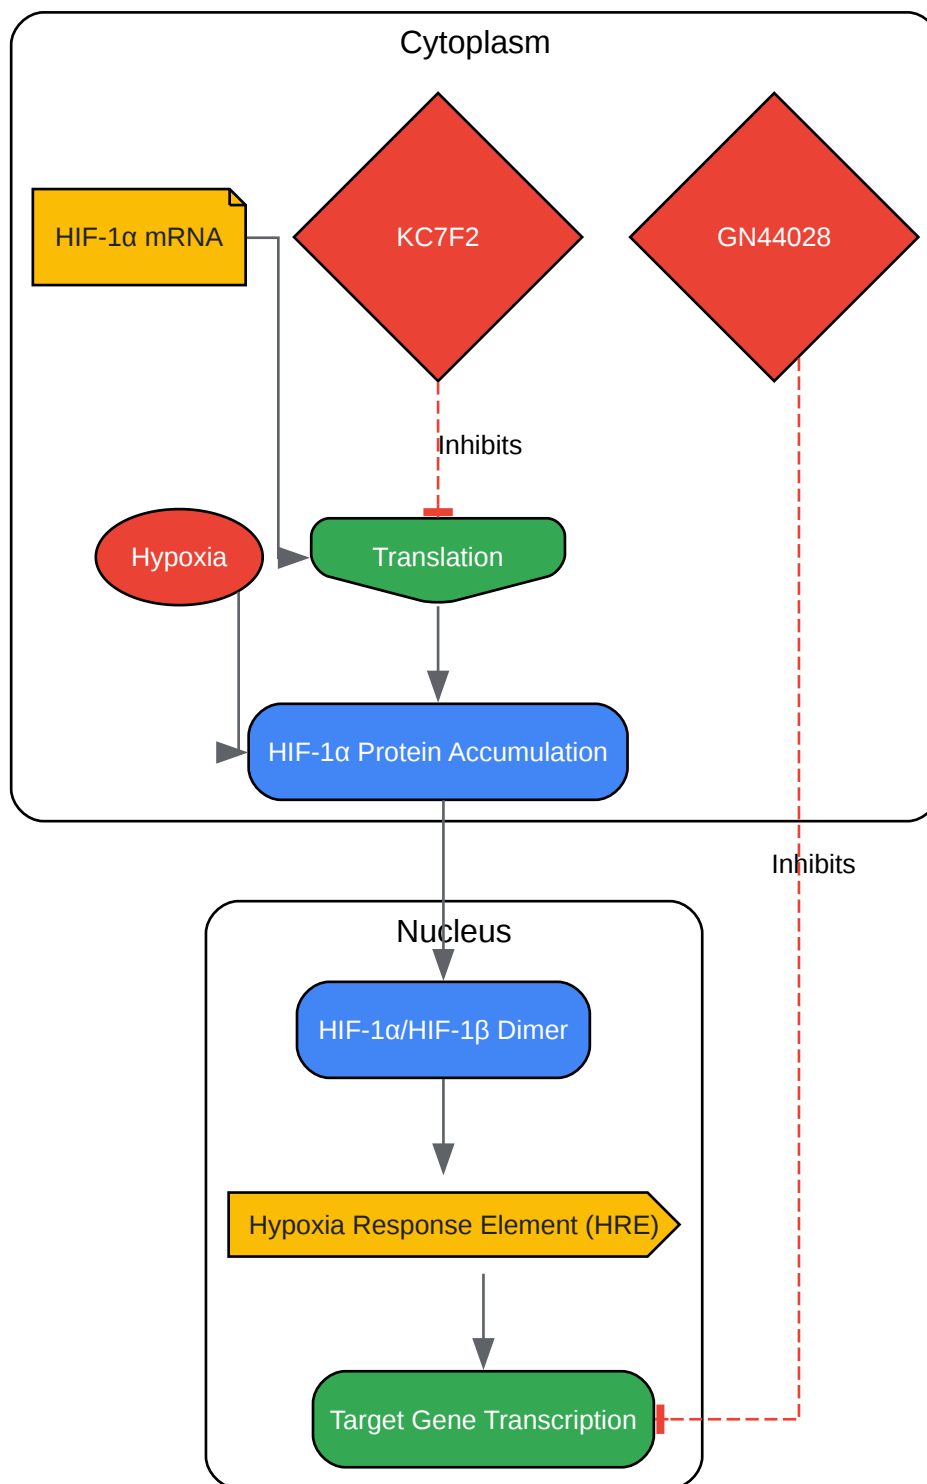 Cytoplasm
HIF-1α mRNA
KC7F2
GN44028
Inhibits
Hypoxia
Translation
HIF-1α Protein Accumulation
Inhibits
Nucleus
HIF-1α/HIF-1β Dimer
Hypoxia Response Element (HRE)
Target Gene Transcription